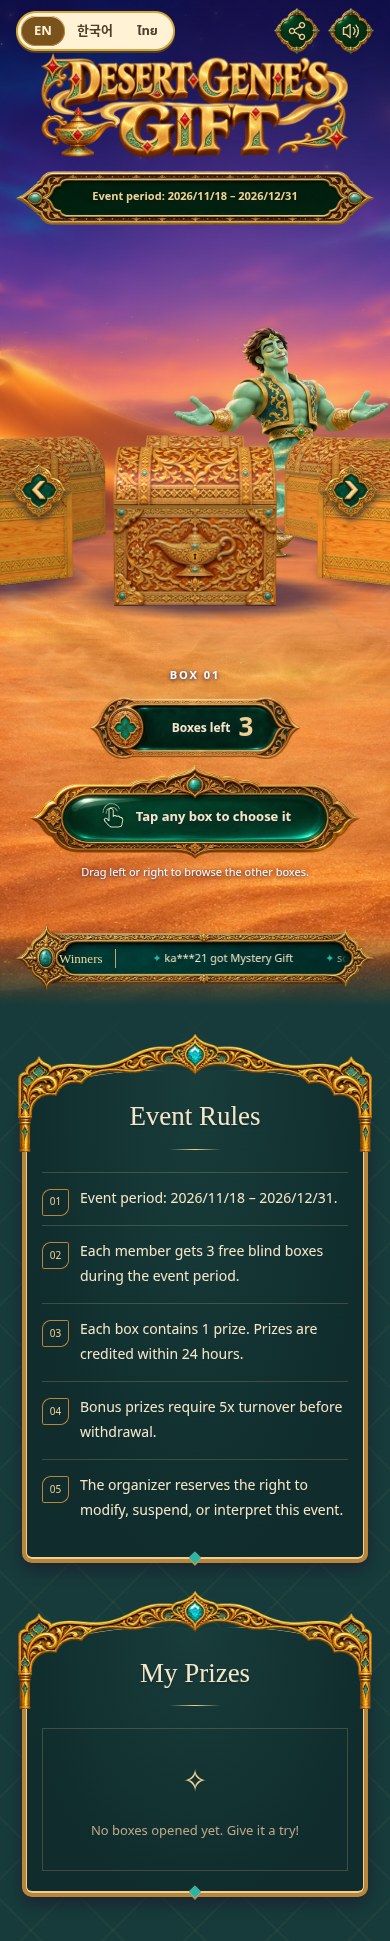 EN 한국어 ไทย
DESERT GENIE'S
GIFT
Event period: 2026/11/18 – 2026/12/31
BOX 01
Boxes left 3
Tap any box to choose it
Drag left or right to browse the other boxes.
Winners ka***21 got Mystery Gift
Event Rules
01 Event period: 2026/11/18 – 2026/12/31.
02 Each member gets 3 free blind boxes
during the event period.
03 Each box contains 1 prize. Prizes are
credited within 24 hours.
04 Bonus prizes require 5x turnover before
withdrawal.
05 The organizer reserves the right to
modify, suspend, or interpret this event.
My Prizes
No boxes opened yet. Give it a try!